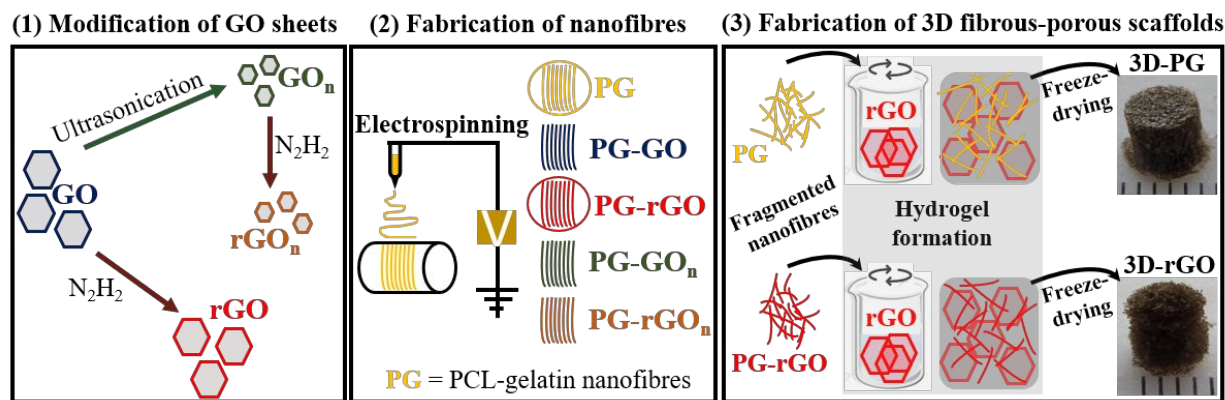 (1) Modification of GO sheets
GOₙ
Ultrasonication
N₂H₂
GO
rGOₙ
N₂H₂
rGO
(2) Fabrication of nanofibres
PG
Electrospinning
PG-GO
PG-rGO
V
PG-GOₙ
PG-rGOₙ
PG = PCL-gelatin nanofibres
(3) Fabrication of 3D fibrous-porous scaffolds
3D-PG
Freeze-
drying
rGO
PG
Fragmented
nanofibres
Hydrogel
formation
3D-rGO
Freeze-
drying
rGO
PG-rGO